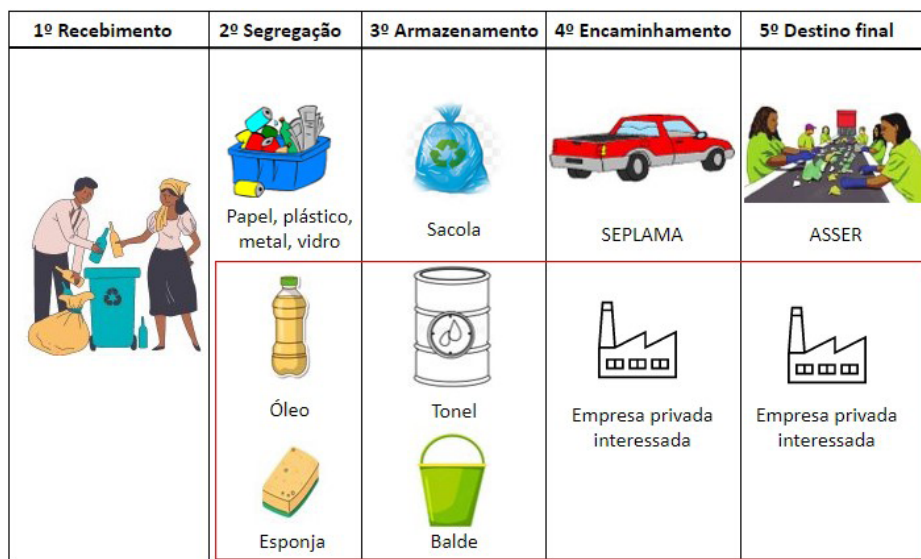 1º Recebimento
2º Segregação
3º Armazenamento
4º Encaminhamento
5º Destino final
Papel, plástico,
metal, vidro
Sacola
SEPLAMA
ASSER
Óleo
Tonel
Empresa privada
interessada
Empresa privada
interessada
Esponja
Balde